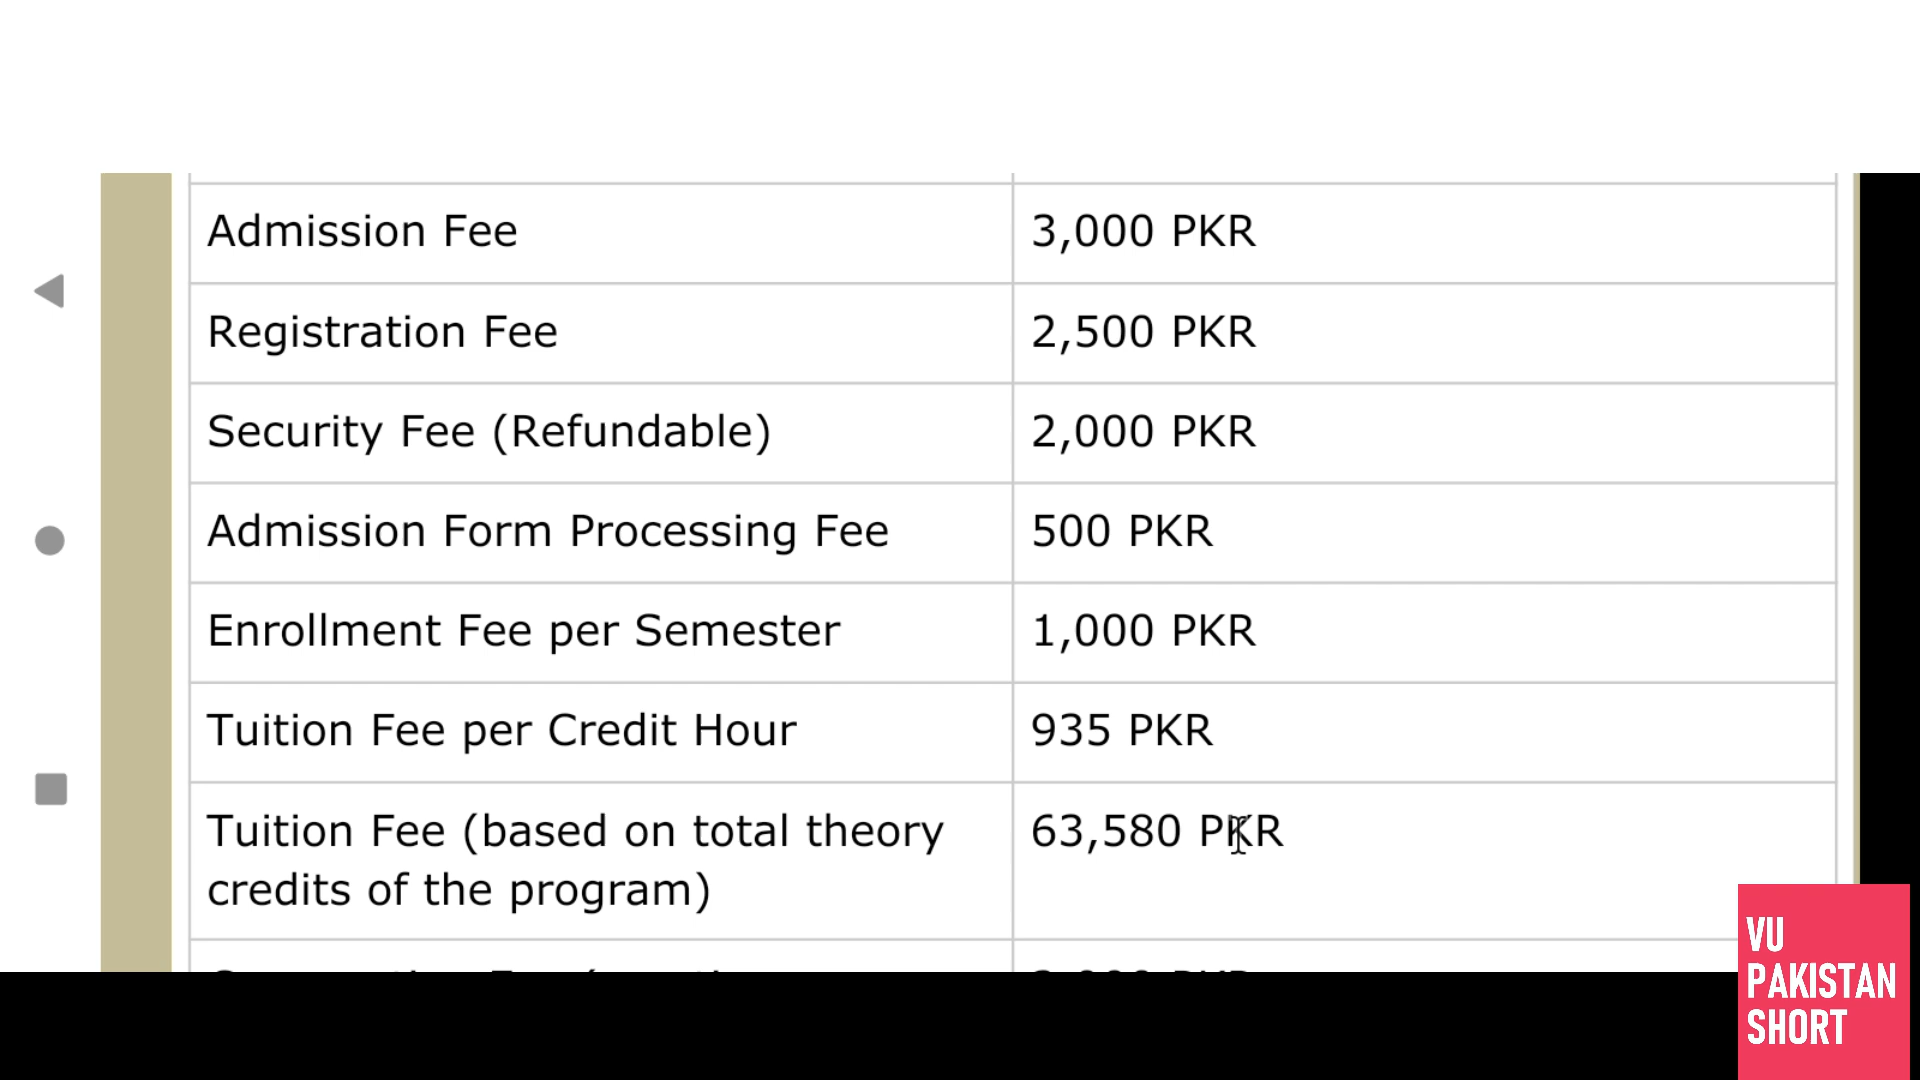 Admission Fee 3,000 PKR
Registration Fee 2,500 PKR
Security Fee (Refundable) 2,000 PKR
Admission Form Processing Fee 500 PKR
Enrollment Fee per Semester 1,000 PKR
Tuition Fee per Credit Hour 935 PKR
Tuition Fee (based on total theory 63,580 PKR
credits of the program)
VU
PAKISTAN
SHORT